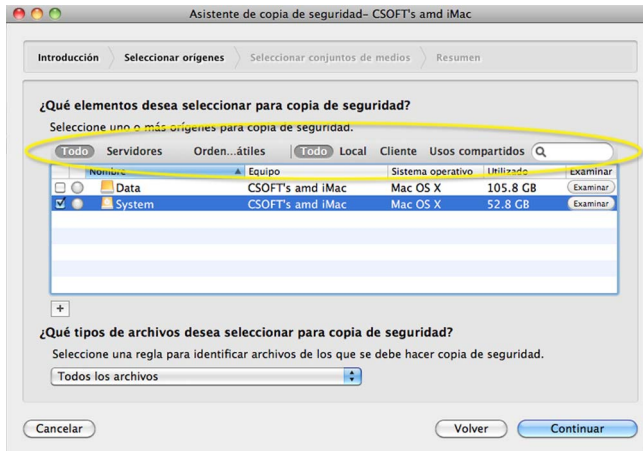 Asistente de copia de seguridad- CSOFT's amd iMac
Introducción Seleccionar orígenes Seleccionar conjuntos de medios Resumen
¿Qué elementos desea seleccionar para copia de seguridad?
Seleccione uno o más orígenes para copia de seguridad.
Todo Servidores Orden...átiles Todo Local Cliente Usos compartidos
Nombre Equipo Sistema operativo Utilizado Examinar
Data CSOFT's amd iMac Mac OS X 105.8 GB Examinar
System CSOFT's amd iMac Mac OS X 52.8 GB Examinar
+
¿Qué tipos de archivos desea seleccionar para copia de seguridad?
Seleccione una regla para identificar archivos de los que se debe hacer copia de seguridad.
Todos los archivos
Cancelar Volver Continuar